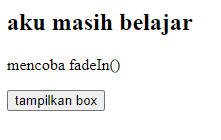 aku masih belajar
mencoba fadeIn()
tampilkan box